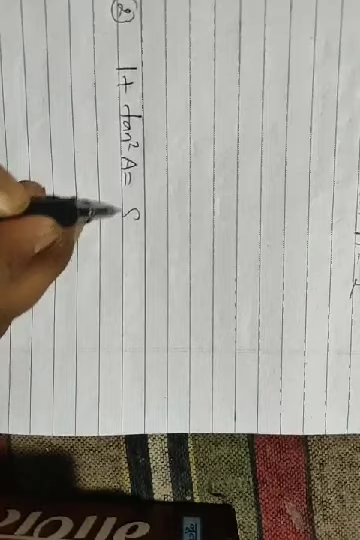 ② 1 + tan² A = s